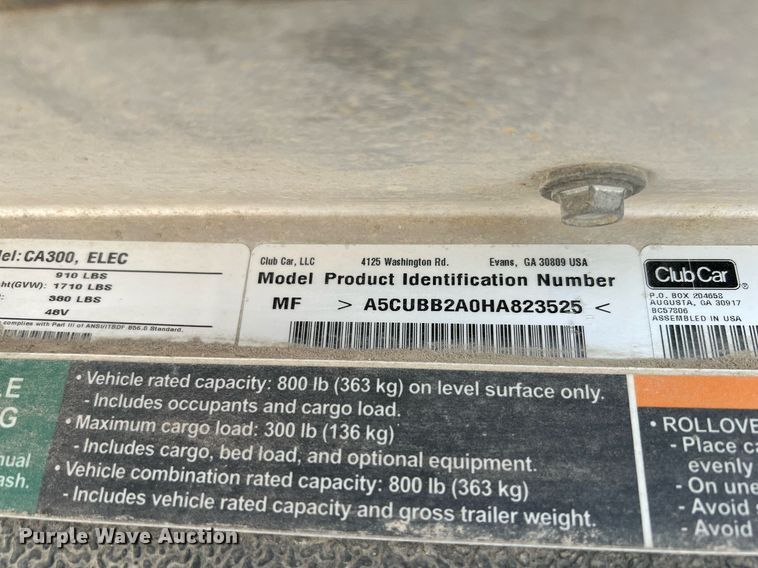 el: CA300, ELEC
910 LBS
ght(GVW): 1710 LBS
: 380 LBS
48V
complies with Part III of ANSI/ITSDF B56.8 Standard.
Club Car, LLC 4125 Washington Rd. Evans, GA 30809 USA
Model Product Identification Number
MF > A5CUBB2A0HA823525 <
Club Car®
P.O. BOX 204658
AUGUSTA, GA 30917
BC57806
ASSEMBLED IN USA
LE
G
nual
ash.
• Vehicle rated capacity: 800 lb (363 kg) on level surface only.
- Includes occupants and cargo load.
• Maximum cargo load: 300 lb (136 kg)
- Includes cargo, bed load, and optional equipment.
• Vehicle combination rated capacity: 800 lb (363 kg)
- Includes vehicle rated capacity and gross trailer weight.
• ROLLOVE
- Place ca
evenly
- On une
- Avoid s
- Avoid
Purple Wave Auction